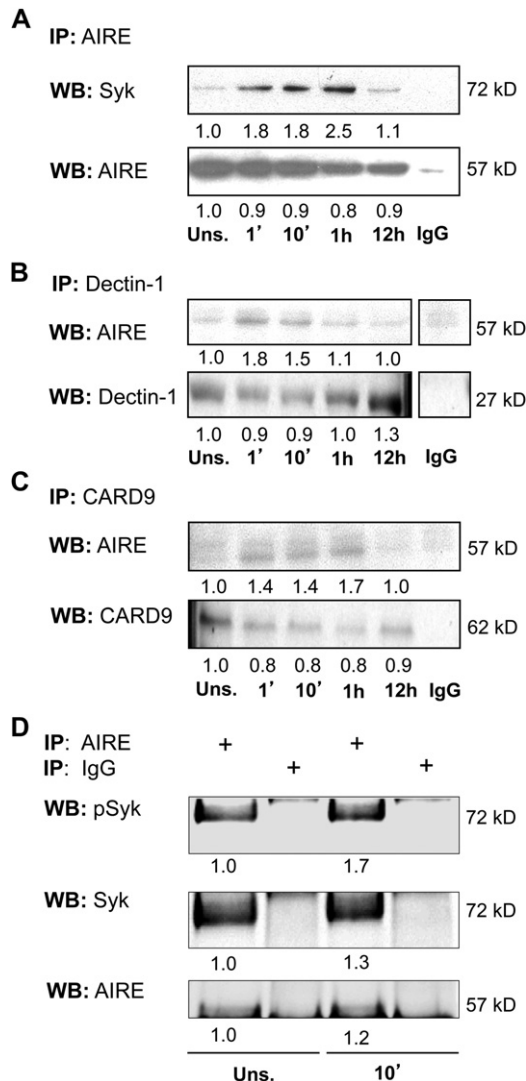 A
IP: AIRE
WB: Syk 72 kD
1.0 1.8 1.8 2.5 1.1
WB: AIRE 57 kD
1.0 0.9 0.9 0.8 0.9
Uns. 1' 10' 1h 12h IgG
B
IP: Dectin-1
WB: AIRE 57 kD
1.0 1.8 1.5 1.1 1.0
WB: Dectin-1 27 kD
1.0 0.9 0.9 1.0 1.3
Uns. 1' 10' 1h 12h IgG
C
IP: CARD9
WB: AIRE 57 kD
1.0 1.4 1.4 1.7 1.0
WB: CARD9 62 kD
1.0 0.8 0.8 0.8 0.9
Uns. 1' 10' 1h 12h IgG
D
IP: AIRE + +
IP: IgG + +
WB: pSyk 72 kD
1.0 1.7
WB: Syk 72 kD
1.0 1.3
WB: AIRE 57 kD
1.0 1.2
Uns. 10'